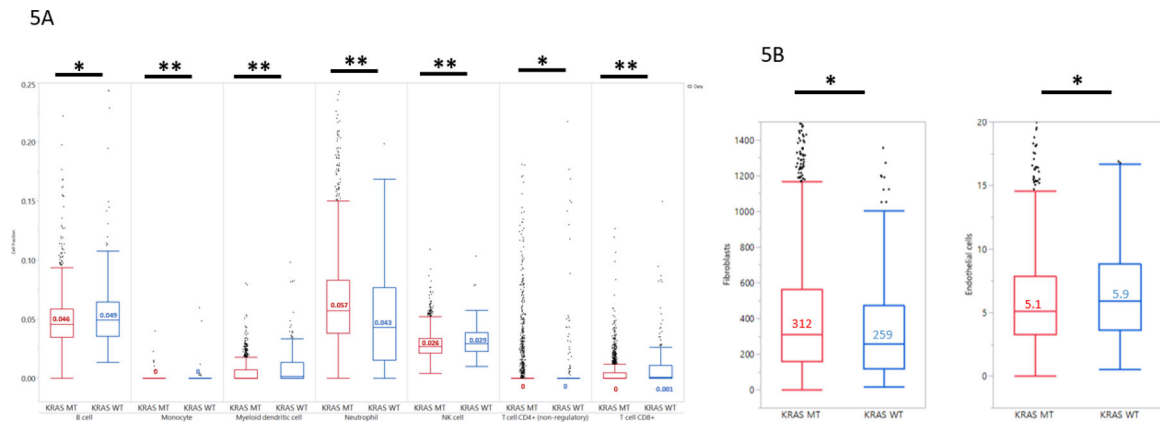 5A
* ** ** ** ** * **
0.25
0.20
0.15
0.10
0.05
0.00
Cell Fraction
0.046 0.049 0 0 0.057 0.043 0.026 0.029 0 0 0 0.001
KRAS MT KRAS WT KRAS MT KRAS WT KRAS MT KRAS WT KRAS MT KRAS WT KRAS MT KRAS WT KRAS MT KRAS WT KRAS MT KRAS WT
B cell Monocyte Myeloid dendritic cell Neutrophil NK cell T cell CD4+ (non-regulatory) T cell CD8+
5B
*
1400
1200
1000
800
600
400
200
0
Fibroblasts
312 259
KRAS MT KRAS WT
*
20
15
10
5
0
Endothelial cells
5.1 5.9
KRAS MT KRAS WT